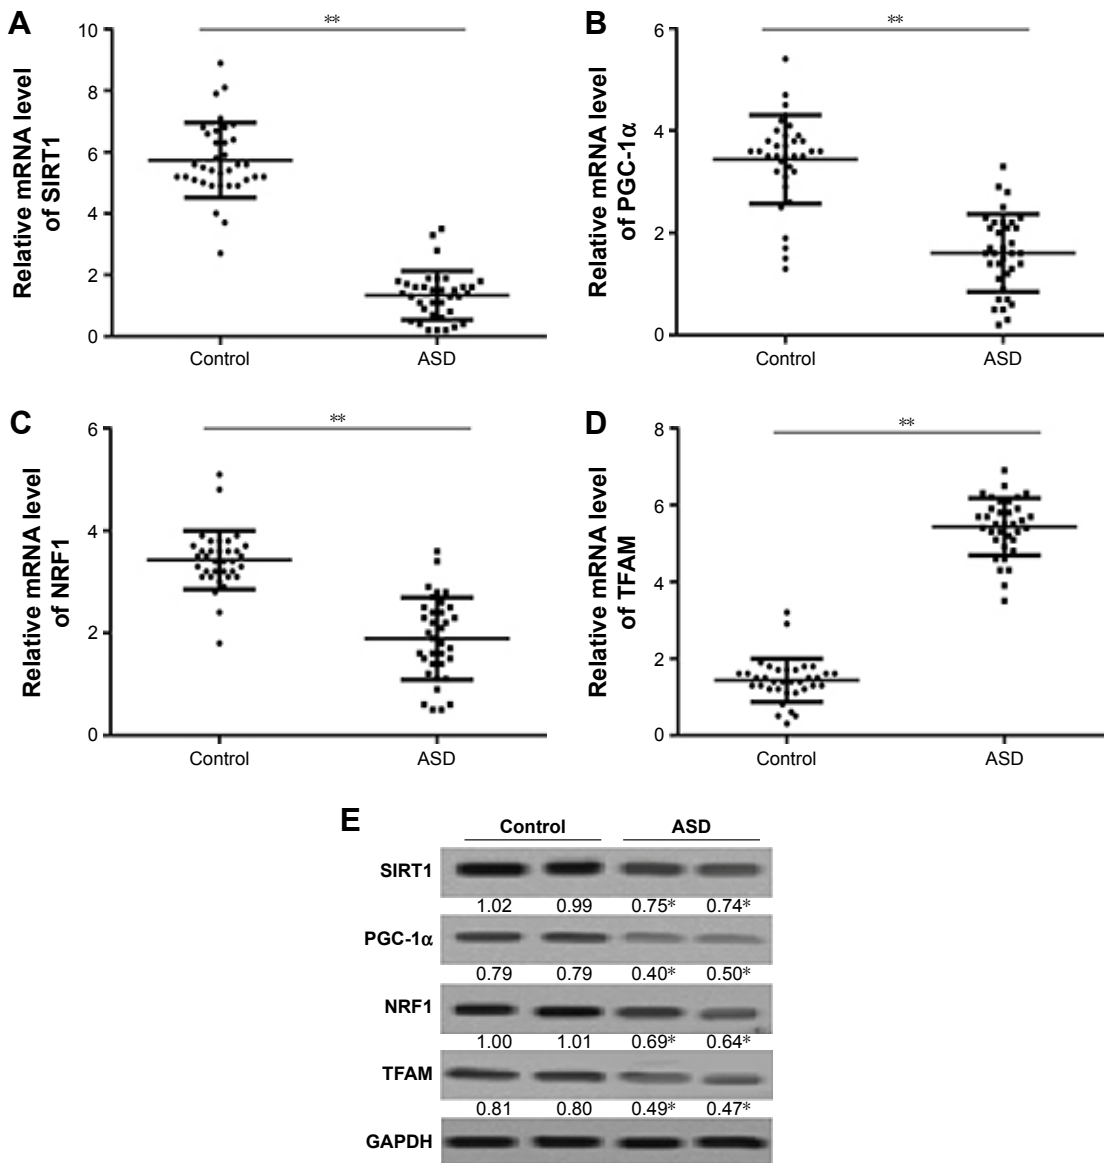 A
**
Relative mRNA level
of SIRT1
10
8
6
4
2
0
Control ASD
B
**
Relative mRNA level
of PGC-1α
6
4
2
0
Control ASD
C
**
Relative mRNA level
of NRF1
6
4
2
0
Control ASD
D
**
Relative mRNA level
of TFAM
8
6
4
2
0
Control ASD
E
Control ASD
SIRT1
1.02 0.99 0.75* 0.74*
PGC-1α
0.79 0.79 0.40* 0.50*
NRF1
1.00 1.01 0.69* 0.64*
TFAM
0.81 0.80 0.49* 0.47*
GAPDH